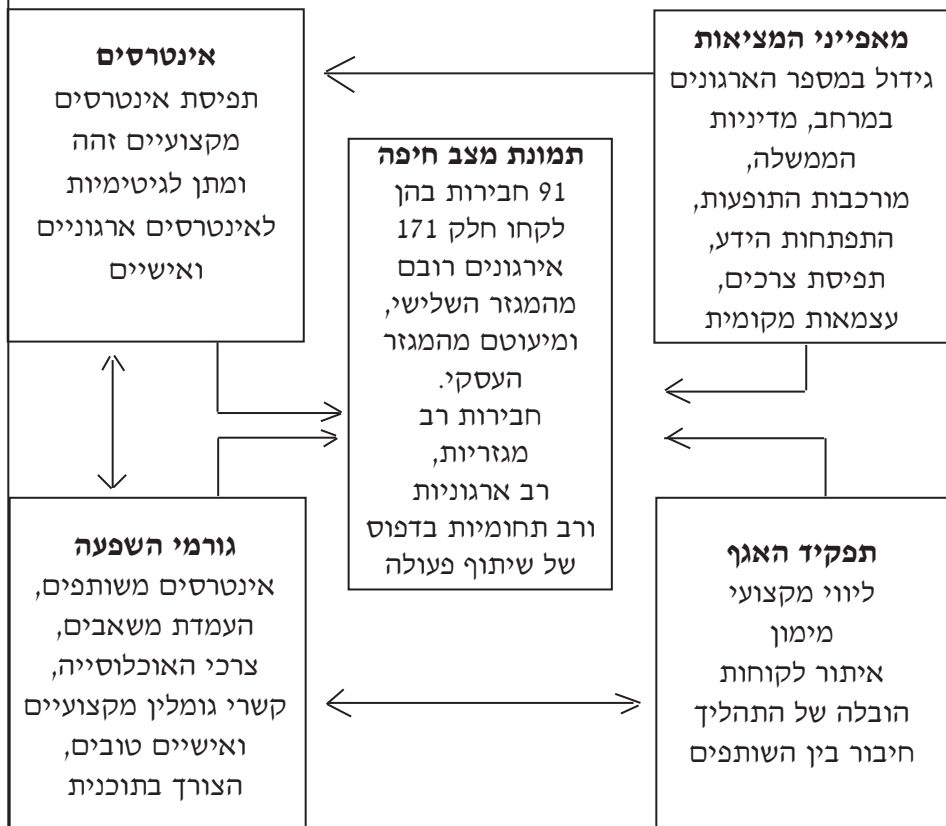 מאפייני המציאות
גידול במספר הארגונים
במרחב, מדיניות
הממשלה,
מורכבות התופעות,
התפתחות הידע,
תפיסת צרכים,
עצמאות מקומית
אינטרסים
תפיסת אינטרסים
מקצועיים זהה
ומתן לגיטימיות
לאינטרסים ארגוניים
ואישיים
תמונת מצב חיפה
91 חבירות בהן
לקחו חלק 171
אירגונים רובם
מהמגזר השלישי,
ומיעוטם מהמגזר
העסקי.
חבירות רב
מגזריות,
רב ארגוניות
ורב תחומיות בדפוס
של שיתוף פעולה
תפקיד האגף
ליווי מקצועי
מימון
איתור לקוחות
הובלה של התהליך
חיבור בין השותפים
גורמי השפעה
אינטרסים משותפים,
העמדת משאבים,
צרכי האוכלוסייה,
קשרי גומלין מקצועיים
ואישיים טובים,
הצורך בתוכנית